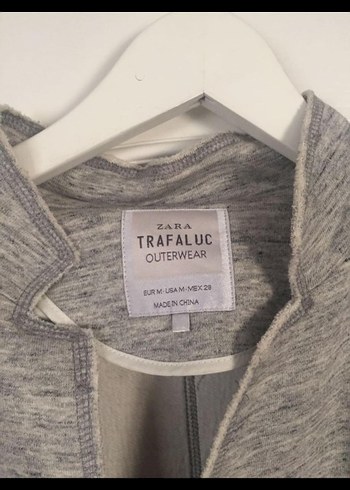 ZARA
TRAFALUC
OUTERWEAR
EUR M·USA M·MEX 28
MADE IN CHINA